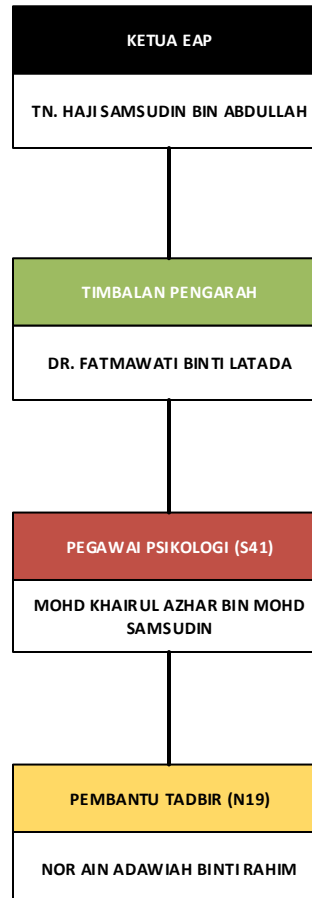 KETUA EAP
TN. HAJI SAMSUDIN BIN ABDULLAH
TIMBALAN PENGARAH
DR. FATMAWATI BINTI LATADA
PEGAWAI PSIKOLOGI (S41)
MOHD KHAIRUL AZHAR BIN MOHD
SAMSUDIN
PEMBANTU TADBIR (N19)
NOR AIN ADAWIAH BINTI RAHIM